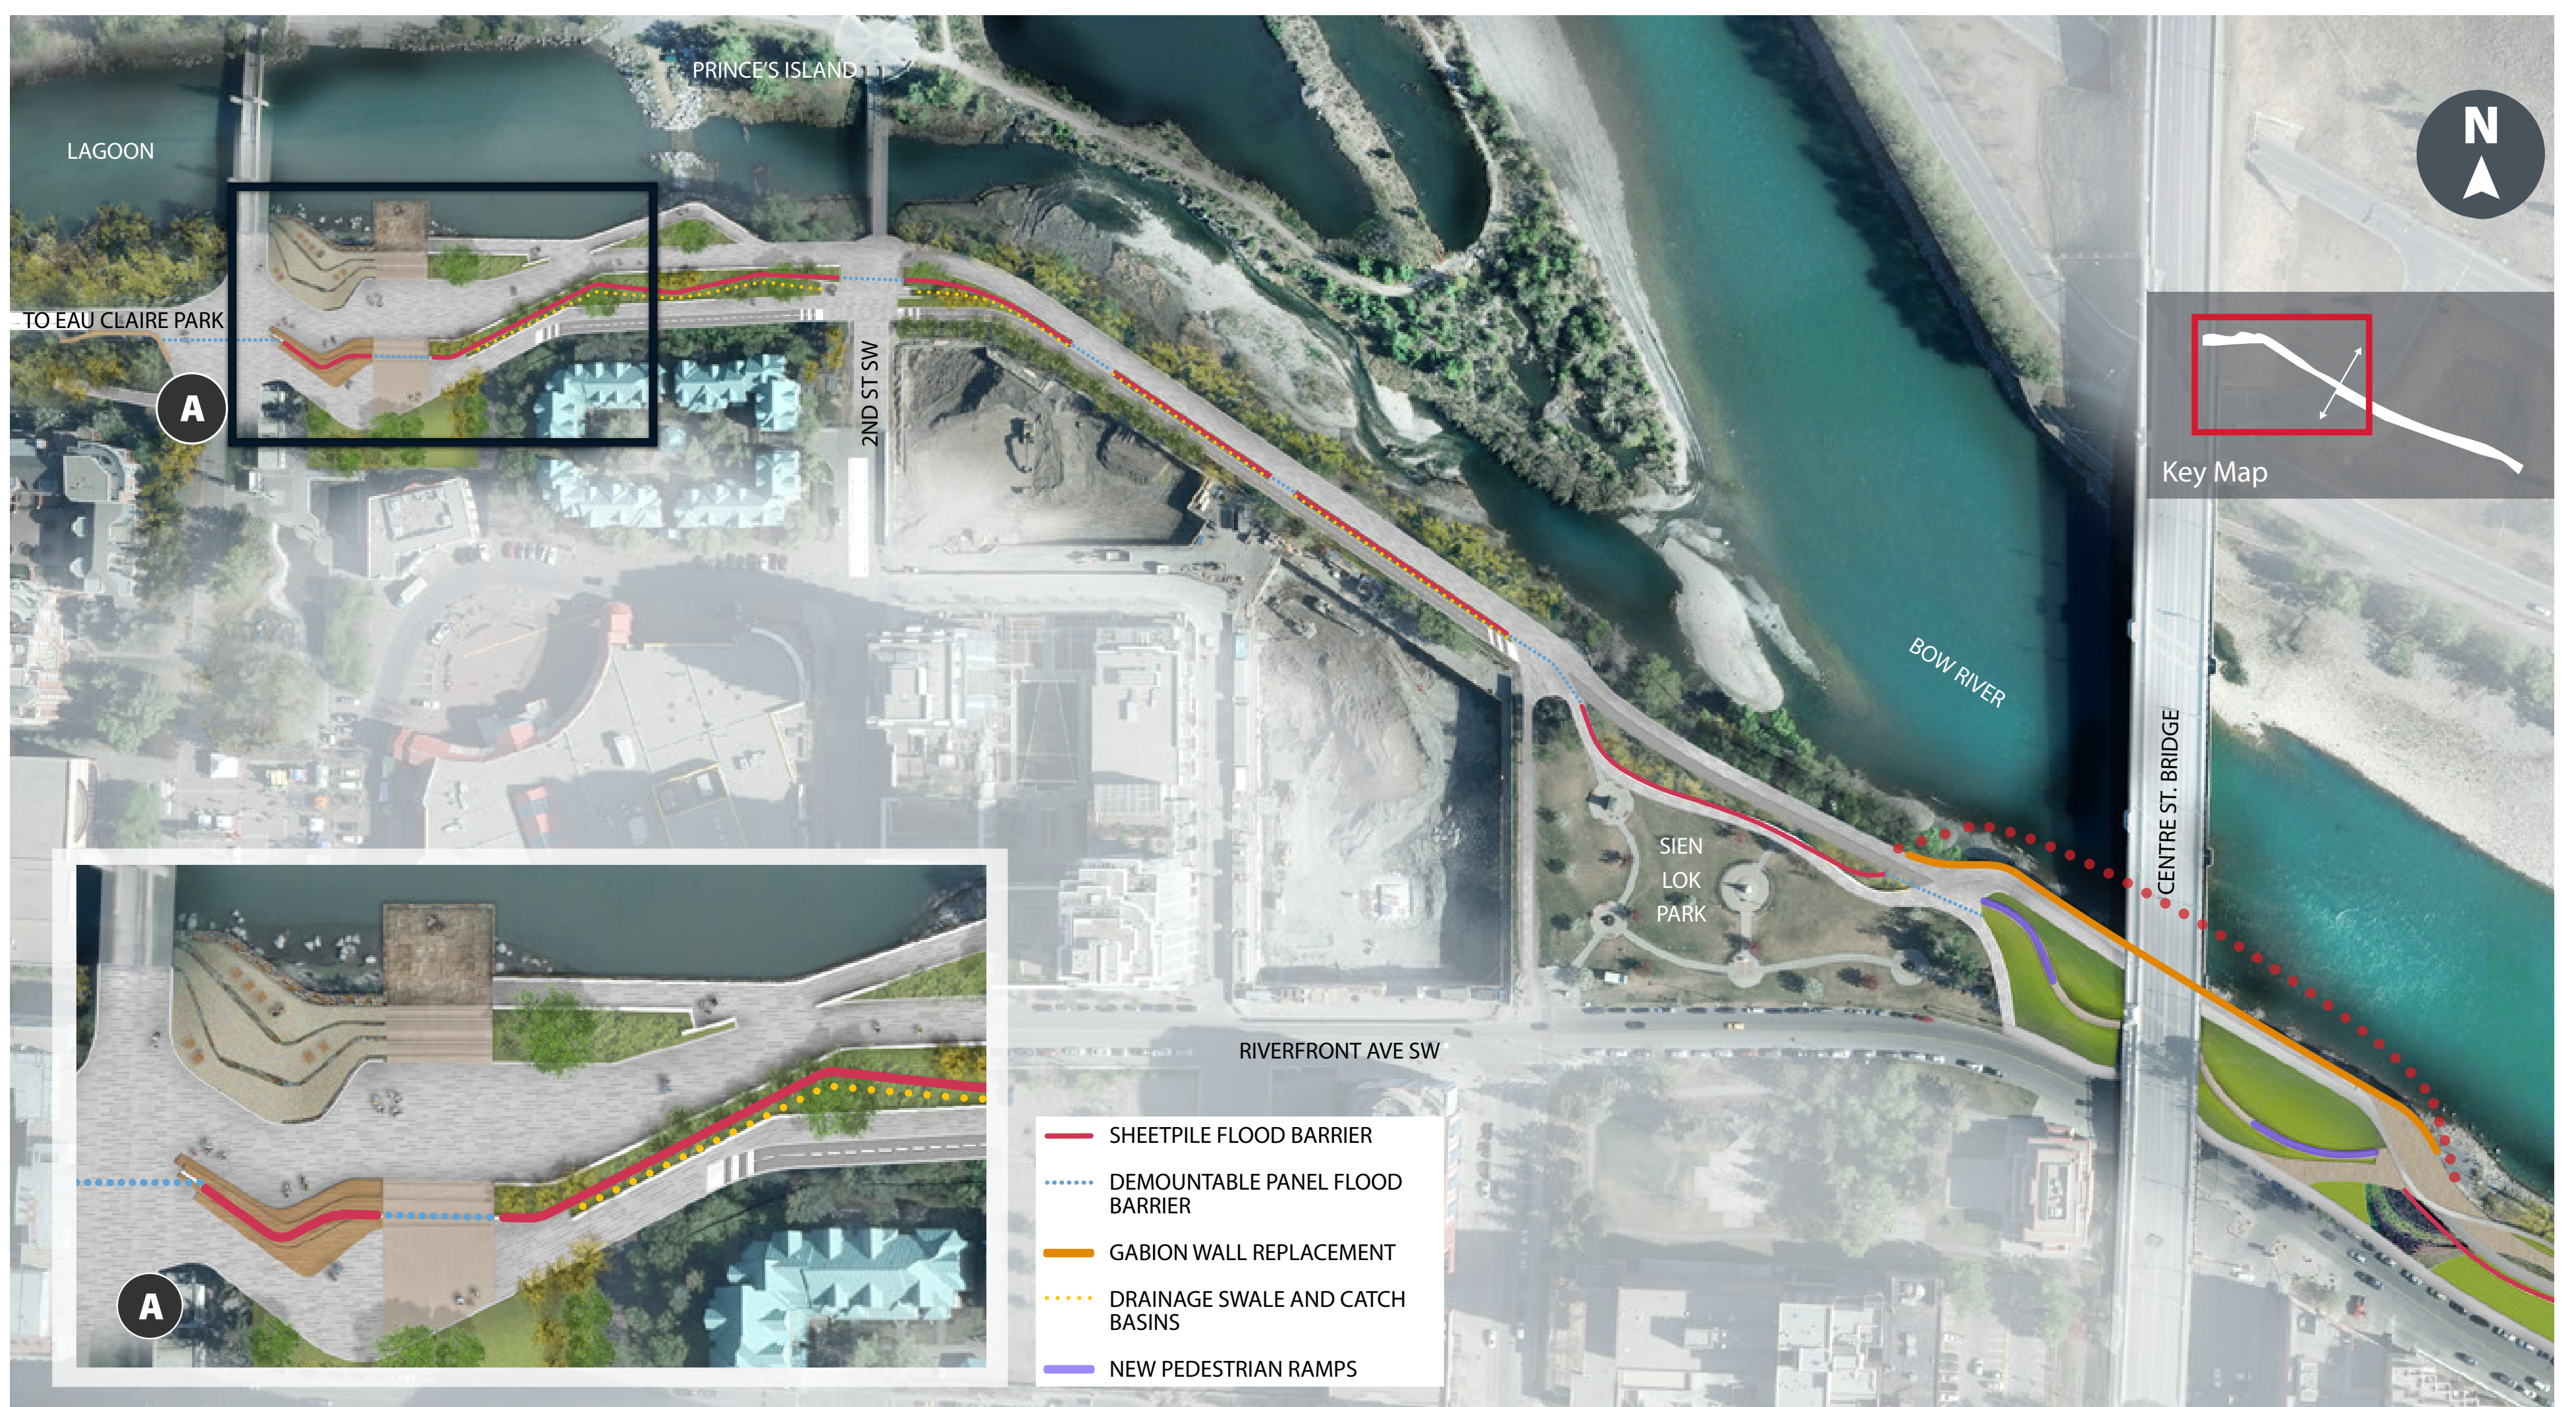 PRINCE'S ISLAND
LAGOON
N
TO EAU CLAIRE PARK
A
2ND ST SW
Key Map
BOW RIVER
CENTRE ST. BRIDGE
SIEN
LOK
PARK
RIVERFRONT AVE SW
A
SHEETPILE FLOOD BARRIER
DEMOUNTABLE PANEL FLOOD
BARRIER
GABION WALL REPLACEMENT
DRAINAGE SWALE AND CATCH
BASINS
NEW PEDESTRIAN RAMPS